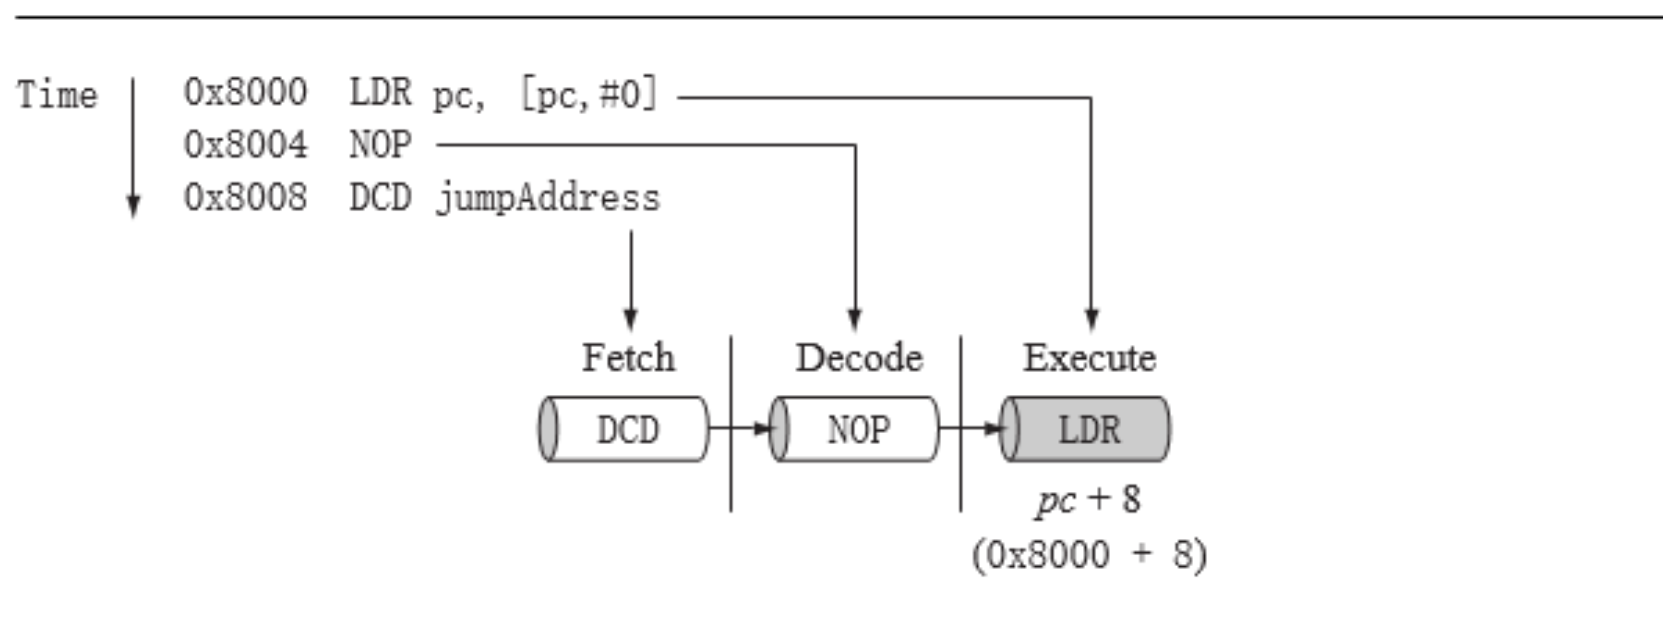 Time 0x8000 LDR pc, [pc,#0]
0x8004 NOP
0x8008 DCD jumpAddress
Fetch Decode Execute
DCD NOP LDR
pc + 8
(0x8000 + 8)